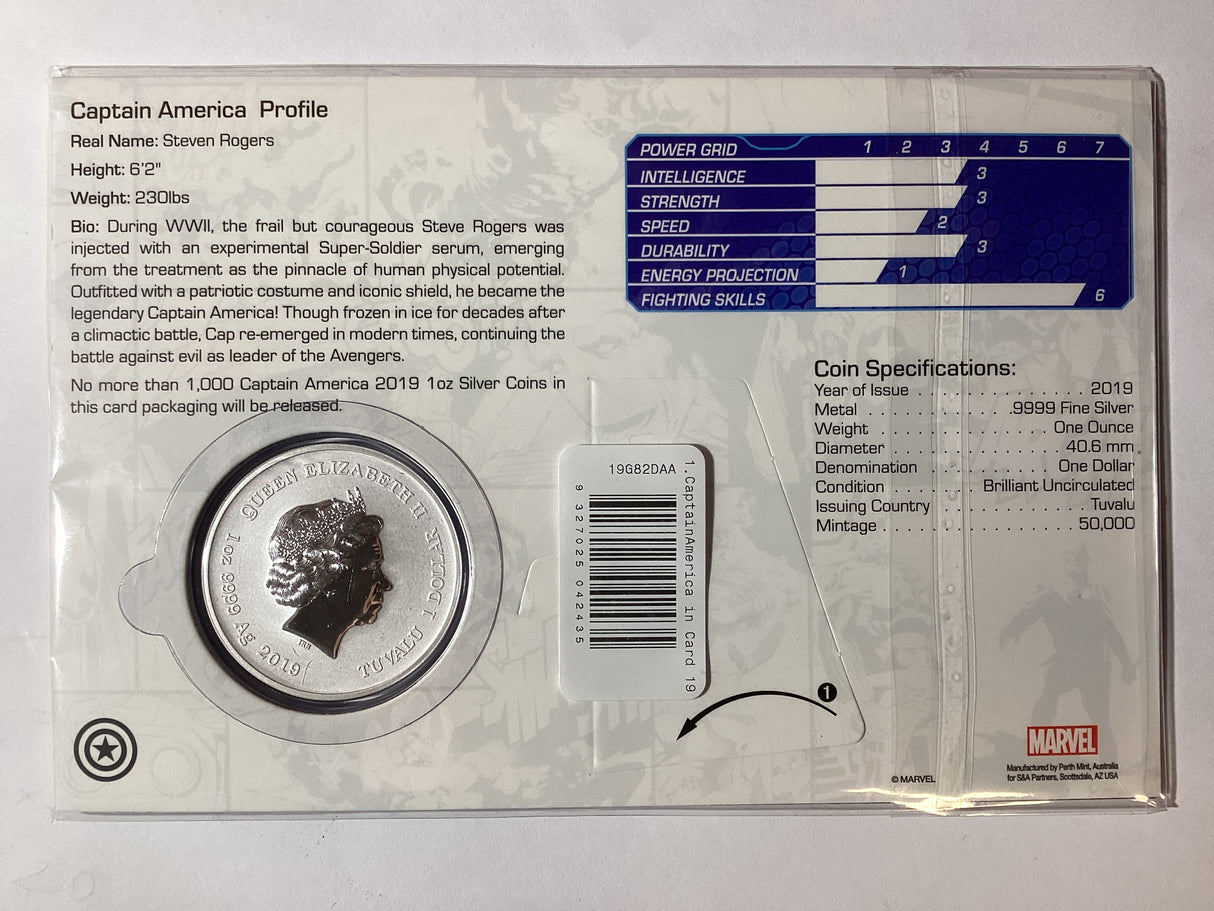 Captain America Profile
Real Name: Steven Rogers
Height: 6'2"
Weight: 230lbs
Bio: During WWII, the frail but courageous Steve Rogers was
injected with an experimental Super-Soldier serum, emerging
from the treatment as the pinnacle of human physical potential.
Outfitted with a patriotic costume and iconic shield, he became the
legendary Captain America! Though frozen in ice for decades after
a climactic battle, Cap re-emerged in modern times, continuing the
battle against evil as leader of the Avengers.
No more than 1,000 Captain America 2019 1oz Silver Coins in
this card packaging will be released.
POWER GRID 1 2 3 4 5 6 7
INTELLIGENCE 3
STRENGTH 3
SPEED 2
DURABILITY 3
ENERGY PROJECTION 1
FIGHTING SKILLS 6
Coin Specifications:
Year of Issue . . . . . . . . . . . . . . . . . 2019
Metal . . . . . . . . . . . . . . .9999 Fine Silver
Weight . . . . . . . . . . . . . . . . One Ounce
Diameter . . . . . . . . . . . . . . . . 40.6 mm
Denomination . . . . . . . . . . . . One Dollar
Condition . . . . . . . . Brilliant Uncirculated
Issuing Country . . . . . . . . . . . . . . Tuvalu
Mintage . . . . . . . . . . . . . . . . . . 50,000
QUEEN ELIZABETH II
TUVALU 1 DOLLAR
1oz 9999 Ag 2019
IRB
19G82DAA
1.CaptainAmerica in Card 19
9 327025 042435
1
© MARVEL
MARVEL
Manufactured by Perth Mint, Australia
for S&A Partners, Scottsdale, AZ USA